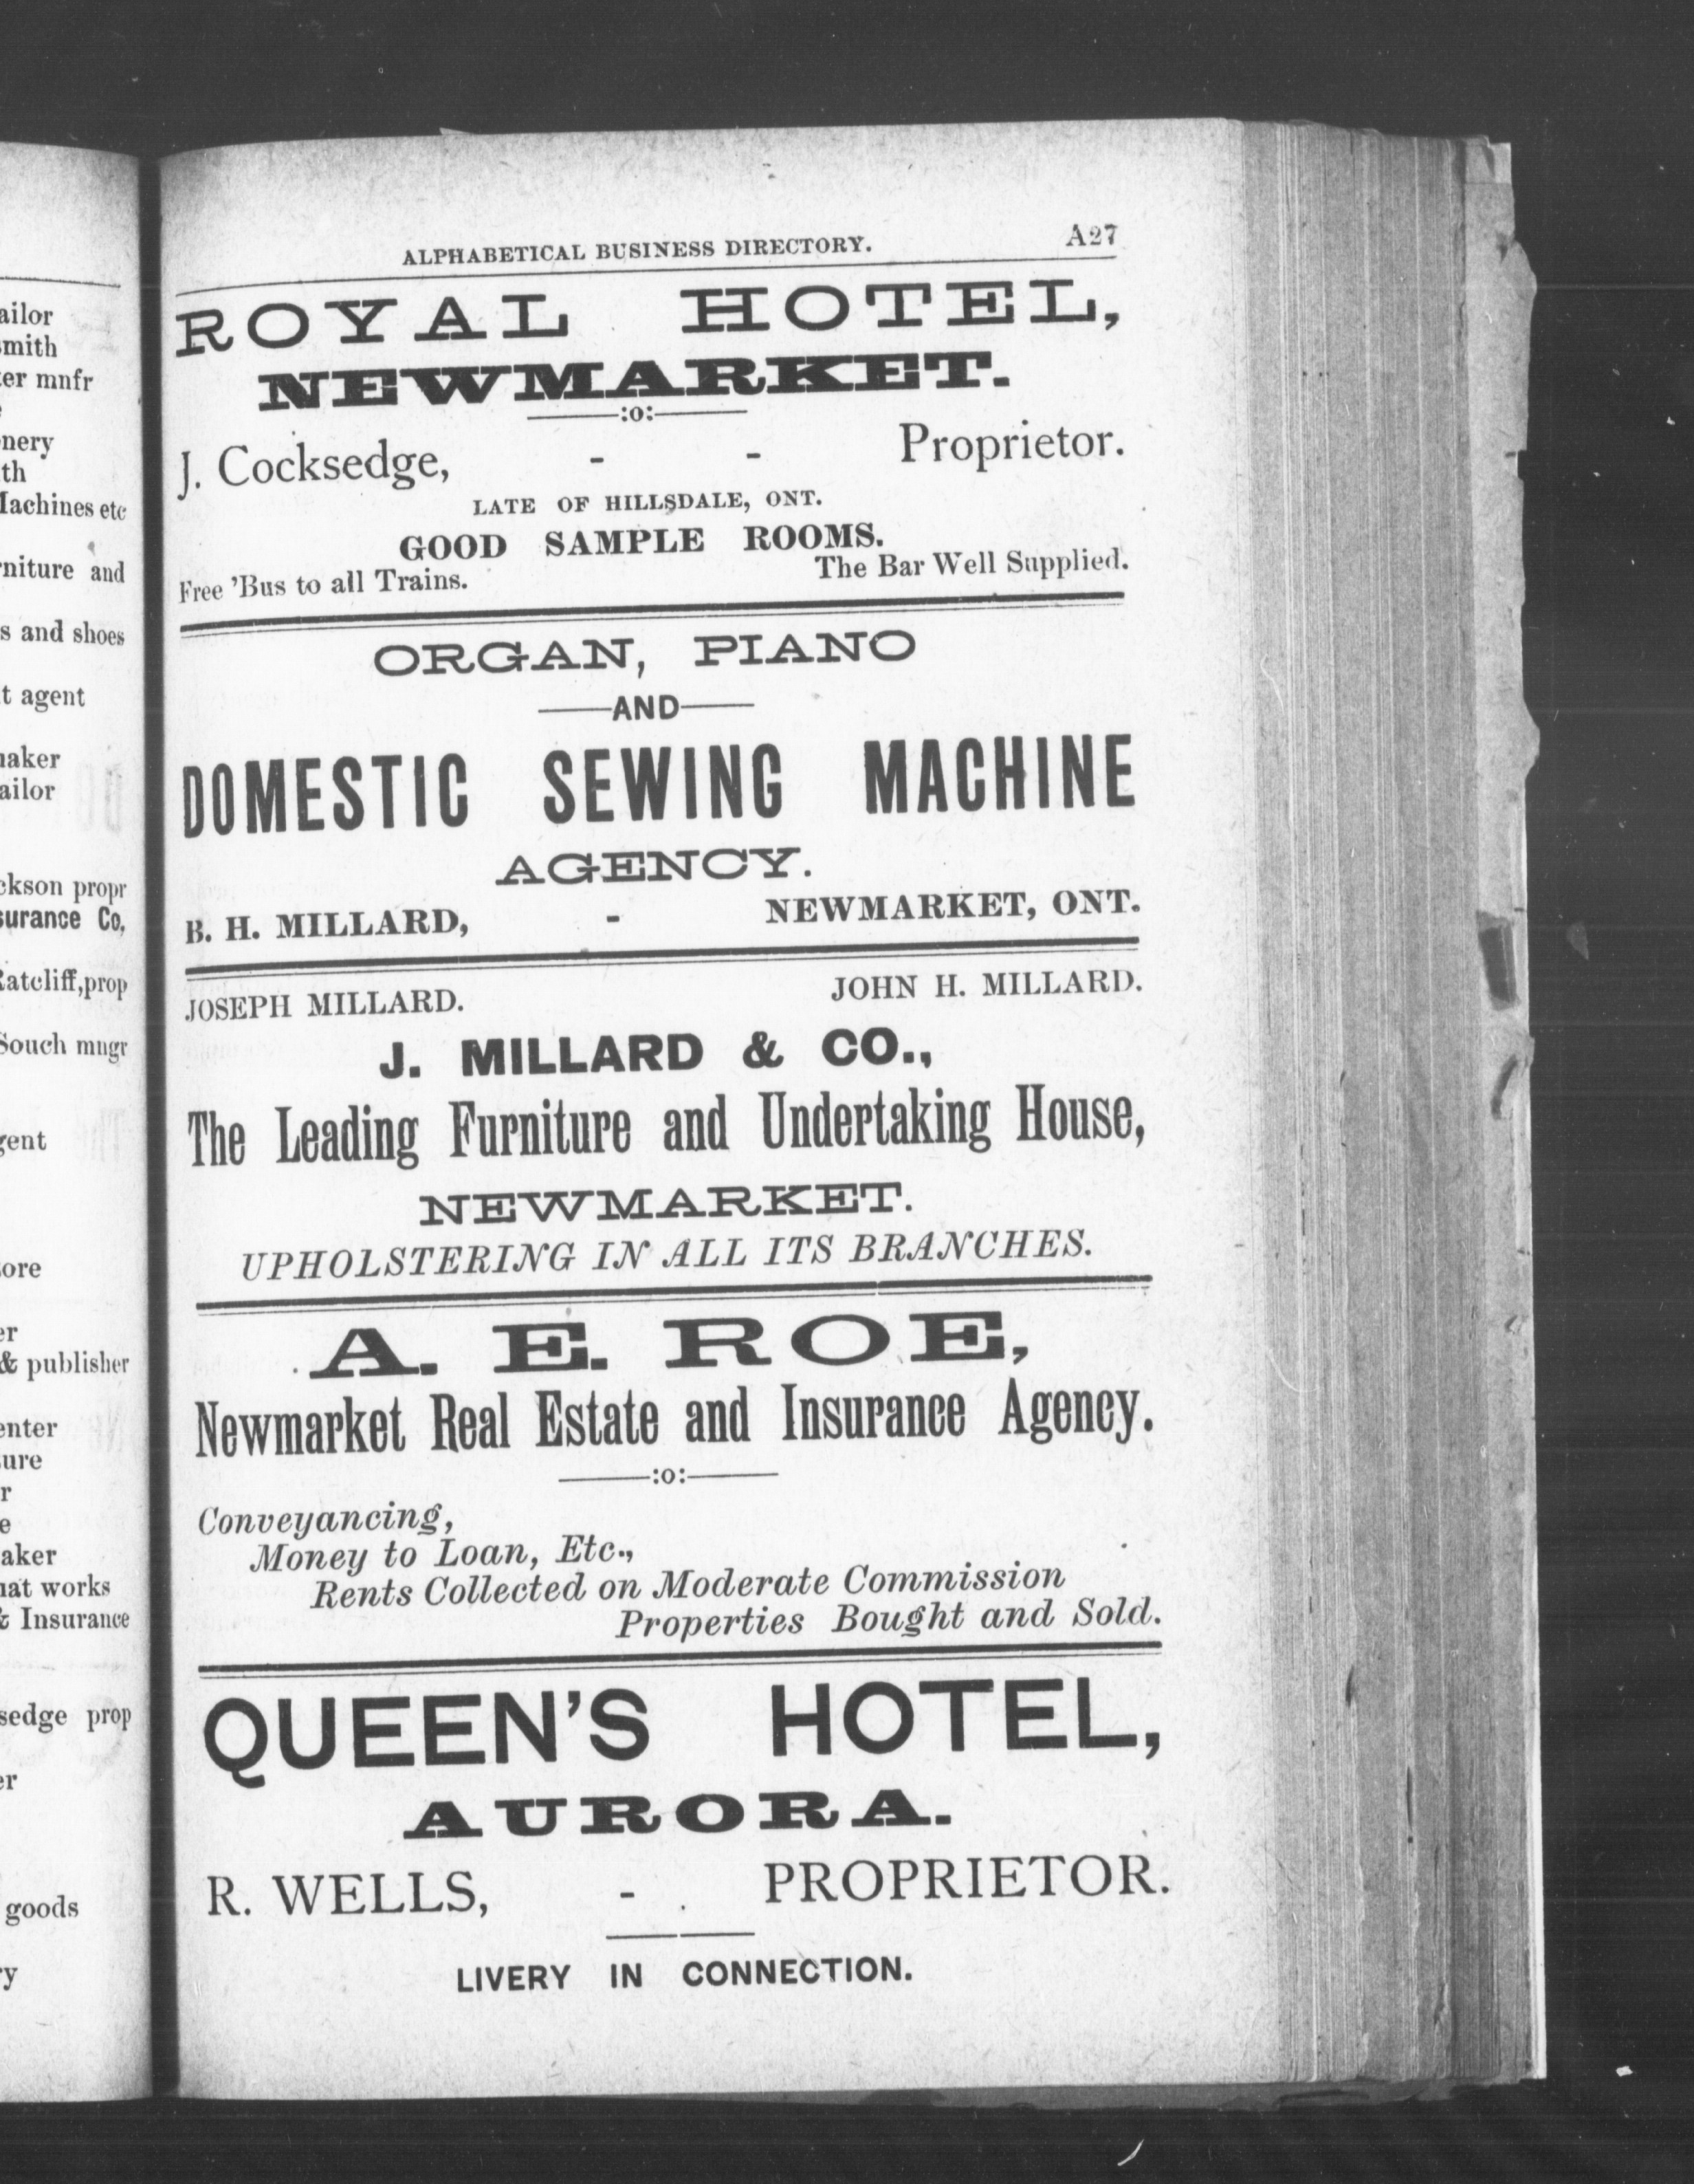 ailor
smith
er mnfr
nery
th
Machines etc
niture and
s and shoes
t agent
maker
ailor
ckson propr
surance Co,
Ratcliff, prop
Souch mngr
gent
ore
er
& publisher
enter
ure
r
e
aker
hat works
& Insurance
sedge prop
er
goods
y
ALPHABETICAL BUSINESS DIRECTORY. A27
ROYAL HOTEL,
NEWMARKET.
:o:
J. Cocksedge, - - Proprietor.
LATE OF HILLSDALE, ONT.
GOOD SAMPLE ROOMS.
Free 'Bus to all Trains. The Bar Well Supplied.
ORGAN, PIANO
AND
DOMESTIC SEWING MACHINE
AGENCY.
B. H. MILLARD, - NEWMARKET, ONT.
JOSEPH MILLARD. JOHN H. MILLARD.
J. MILLARD & CO.,
The Leading Furniture and Undertaking House,
NEWMARKET.
UPHOLSTERING IN ALL ITS BRANCHES.
A. E. ROE,
Newmarket Real Estate and Insurance Agency.
:o:
Conveyancing,
Money to Loan, Etc.,
Rents Collected on Moderate Commission
Properties Bought and Sold.
QUEEN'S HOTEL,
AURORA.
R. WELLS, - PROPRIETOR.
LIVERY IN CONNECTION.